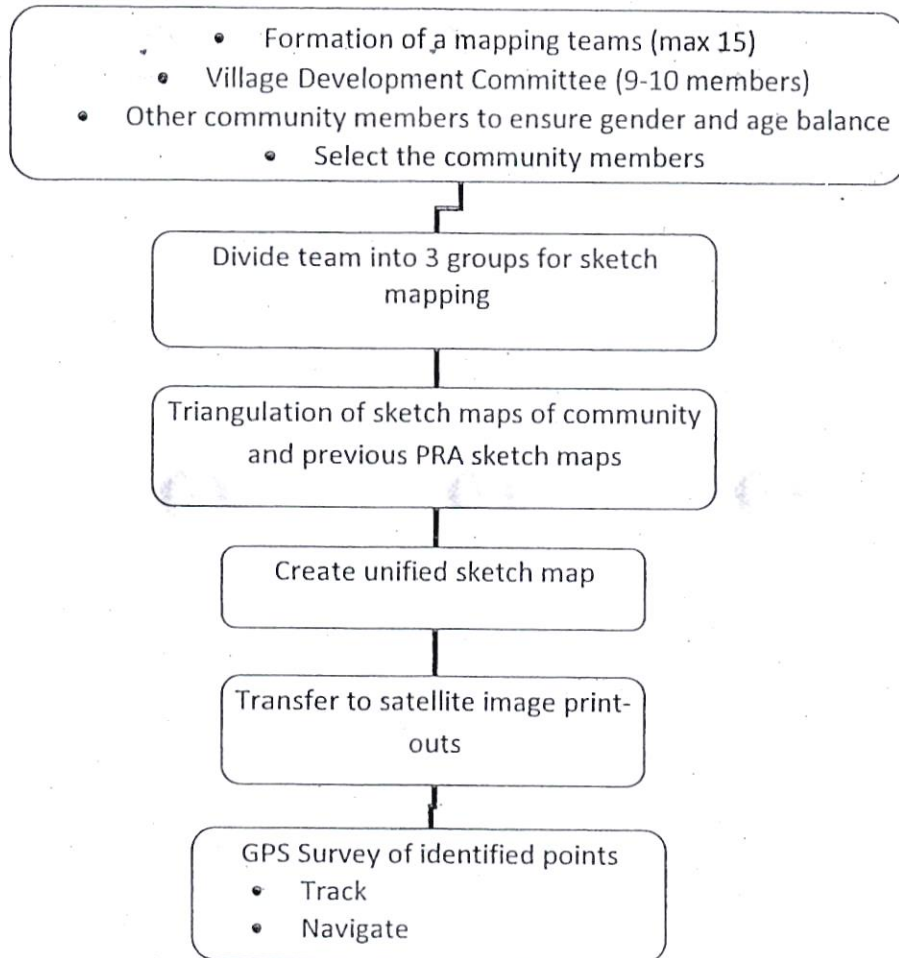 • Formation of a mapping teams (max 15)
• Village Development Committee (9-10 members)
• Other community members to ensure gender and age balance
• Select the community members
Divide team into 3 groups for sketch
mapping
Triangulation of sketch maps of community
and previous PRA sketch maps
Create unified sketch map
Transfer to satellite image print-
outs
GPS Survey of identified points
• Track
• Navigate